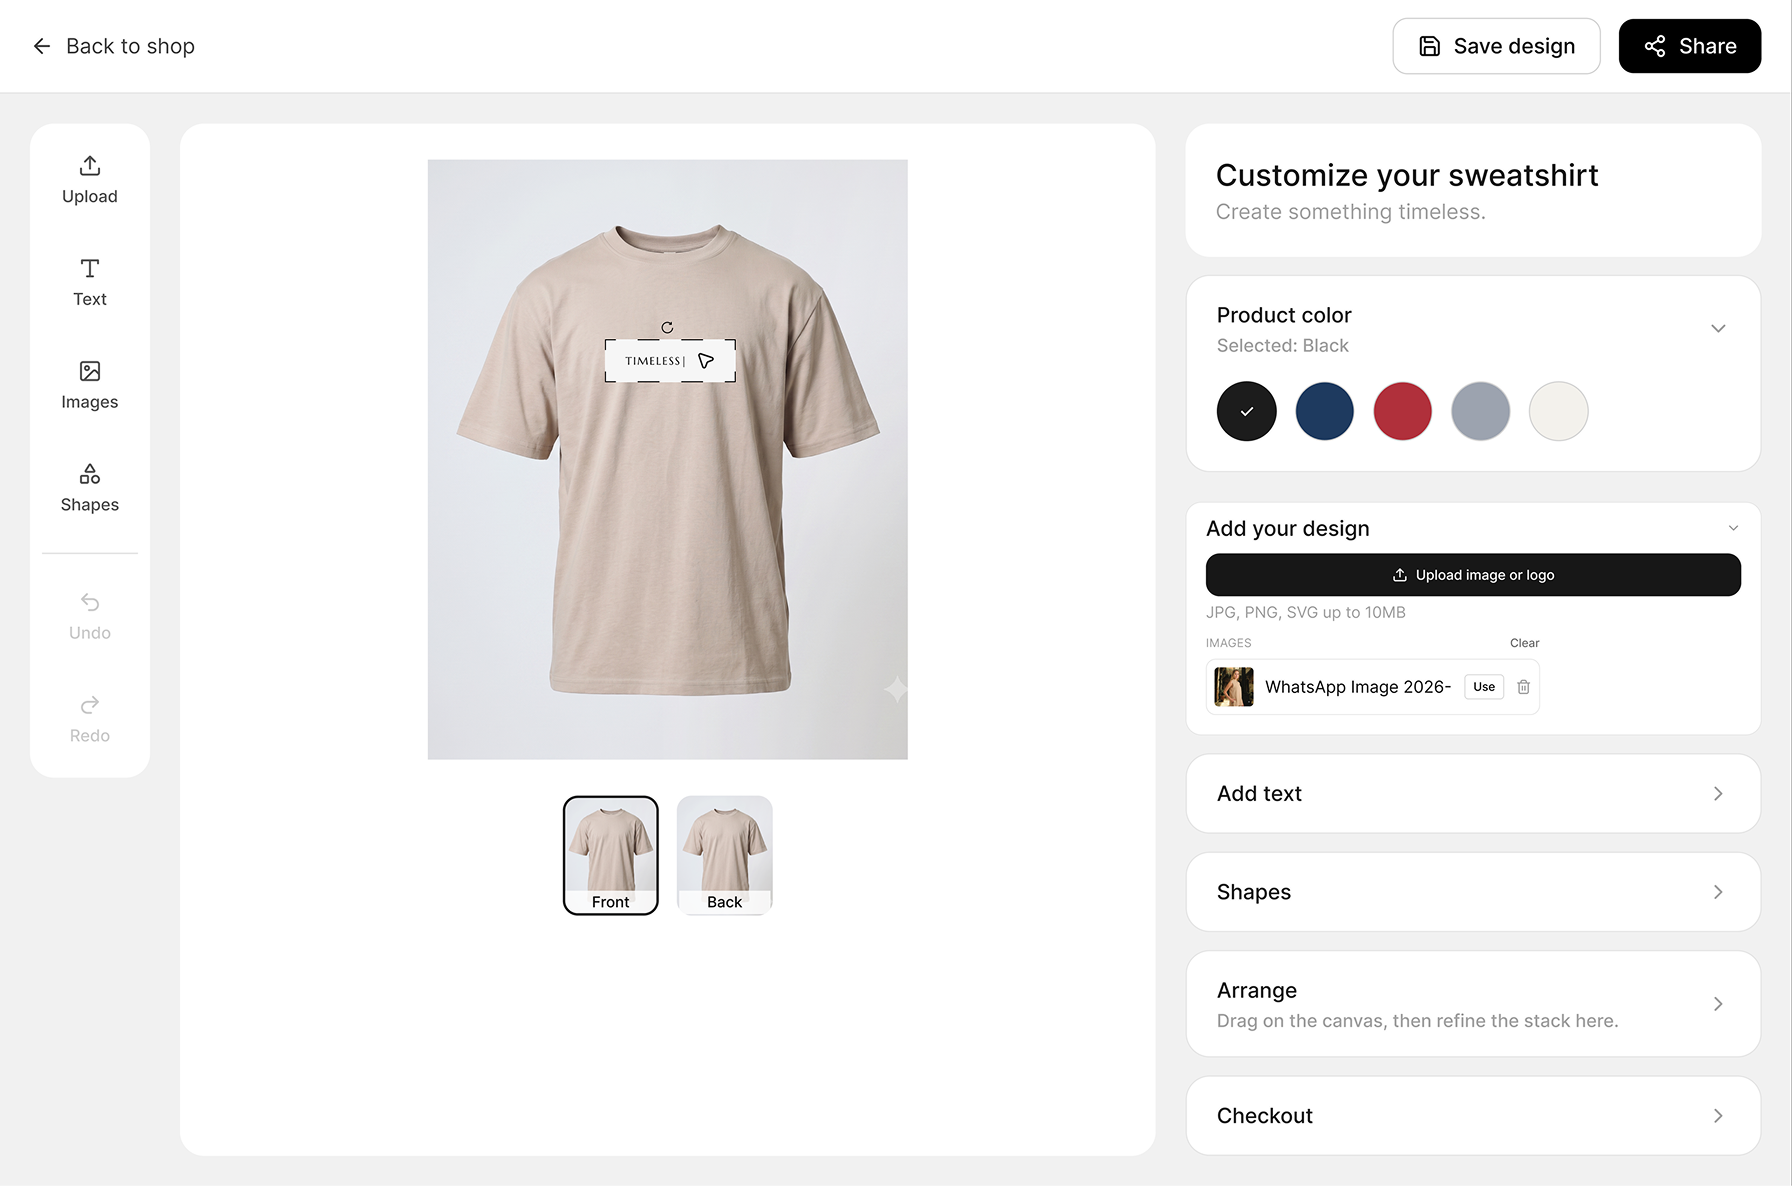 Back to shop
Save design
Share
Upload
Text
Images
Shapes
Undo
Redo
TIMELESS|
Front
Back
Customize your sweatshirt
Create something timeless.
Product color
Selected: Black
Add your design
Upload image or logo
JPG, PNG, SVG up to 10MB
IMAGES
Clear
WhatsApp Image 2026-
Use
Add text
Shapes
Arrange
Drag on the canvas, then refine the stack here.
Checkout